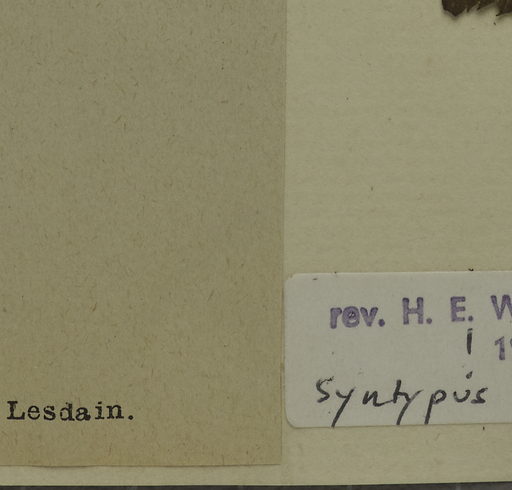 Lesdain.
rev. H. E.
Syntypus